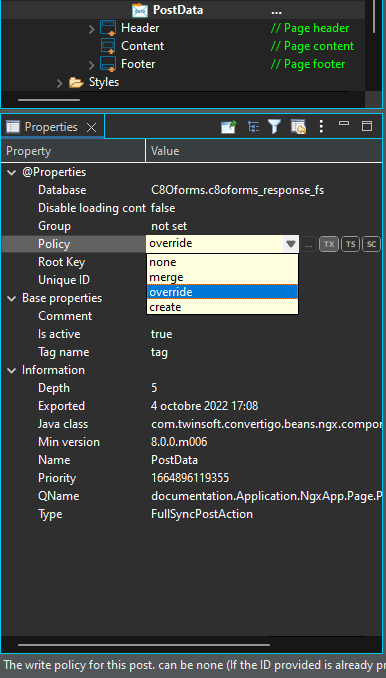 PostData ...
Header // Page header
Content // Page content
Footer // Page footer
Styles
Properties
Property Value
@Properties
Database C8Oforms.c8oforms_response_fs
Disable loading cont false
Group not set
Policy override ... TX TS SC
Root Key none
merge
Unique ID override
create
Base properties
Comment
Is active true
Tag name tag
Information
Depth 5
Exported 4 octobre 2022 17:08
Java class com.twinsoft.convertigo.beans.ngx.compor
Min version 8.0.0.m006
Name PostData
Priority 1664896119355
QName documentation.Application.NgxApp.Page.P
Type FullSyncPostAction
The write policy for this post. can be none (If the ID provided is already pr